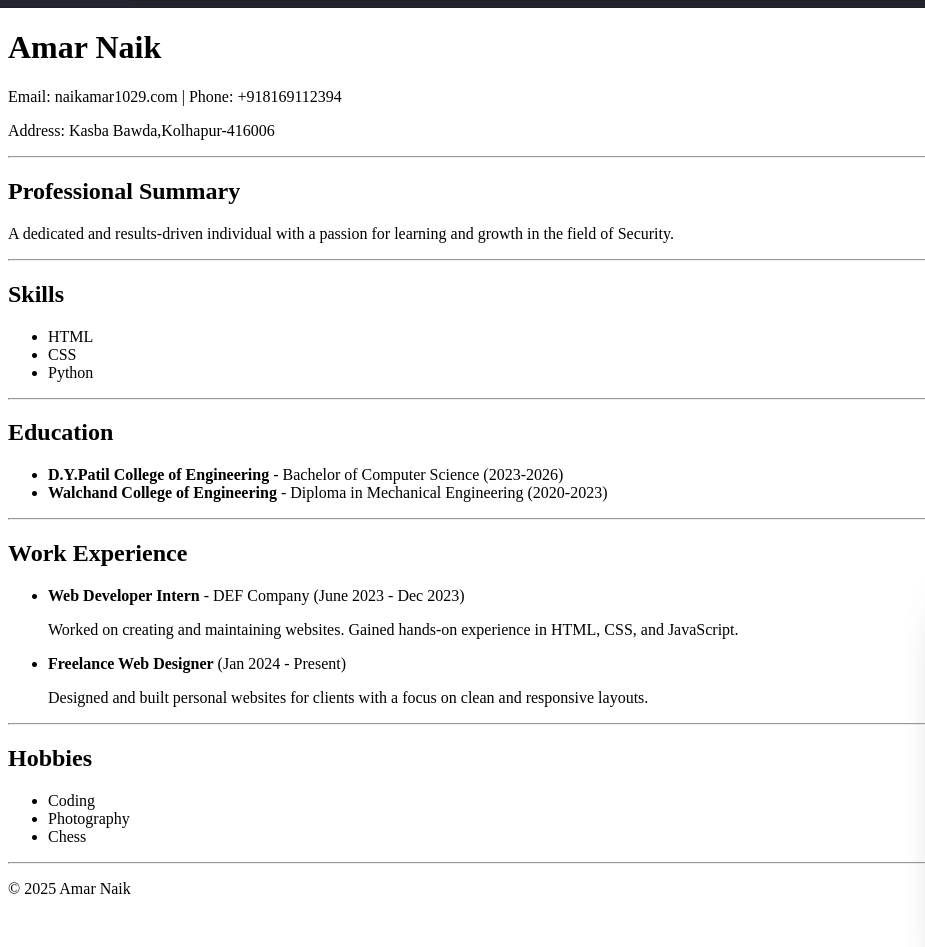 Amar Naik
Email: naikamar1029.com | Phone: +918169112394
Address: Kasba Bawda,Kolhapur-416006
Professional Summary
A dedicated and results-driven individual with a passion for learning and growth in the field of Security.
Skills
• HTML
• CSS
• Python
Education
• D.Y.Patil College of Engineering - Bachelor of Computer Science (2023-2026)
• Walchand College of Engineering - Diploma in Mechanical Engineering (2020-2023)
Work Experience
• Web Developer Intern - DEF Company (June 2023 - Dec 2023)
Worked on creating and maintaining websites. Gained hands-on experience in HTML, CSS, and JavaScript.
• Freelance Web Designer (Jan 2024 - Present)
Designed and built personal websites for clients with a focus on clean and responsive layouts.
Hobbies
• Coding
• Photography
• Chess
© 2025 Amar Naik